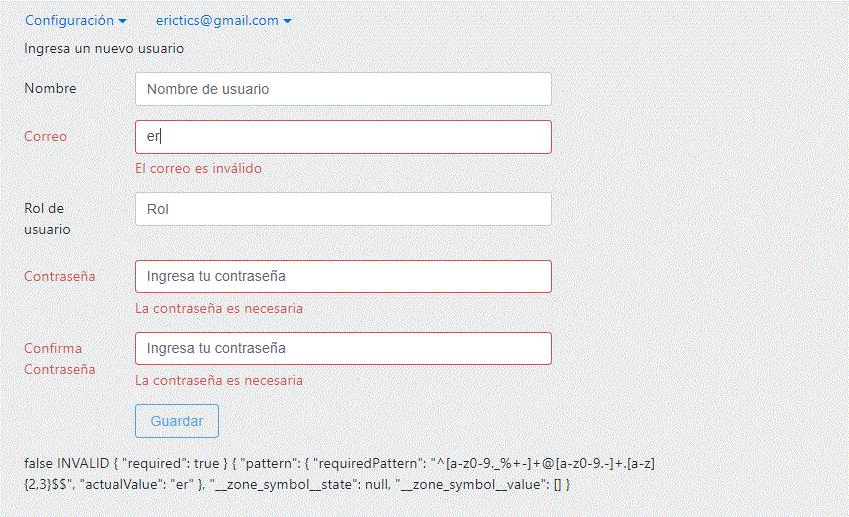 Configuración erictics@gmail.com
Ingresa un nuevo usuario
Nombre Nombre de usuario
Correo er
El correo es inválido
Rol de
usuario Rol
Contraseña Ingresa tu contraseña
La contraseña es necesaria
Confirma
Contraseña Ingresa tu contraseña
La contraseña es necesaria
Guardar
false INVALID { "required": true } { "pattern": { "requiredPattern": "^[a-z0-9._%+-]+@[a-z0-9.-]+.[a-z]
{2,3}$$", "actualValue": "er" }, "__zone_symbol__state": null, "__zone_symbol__value": [] }